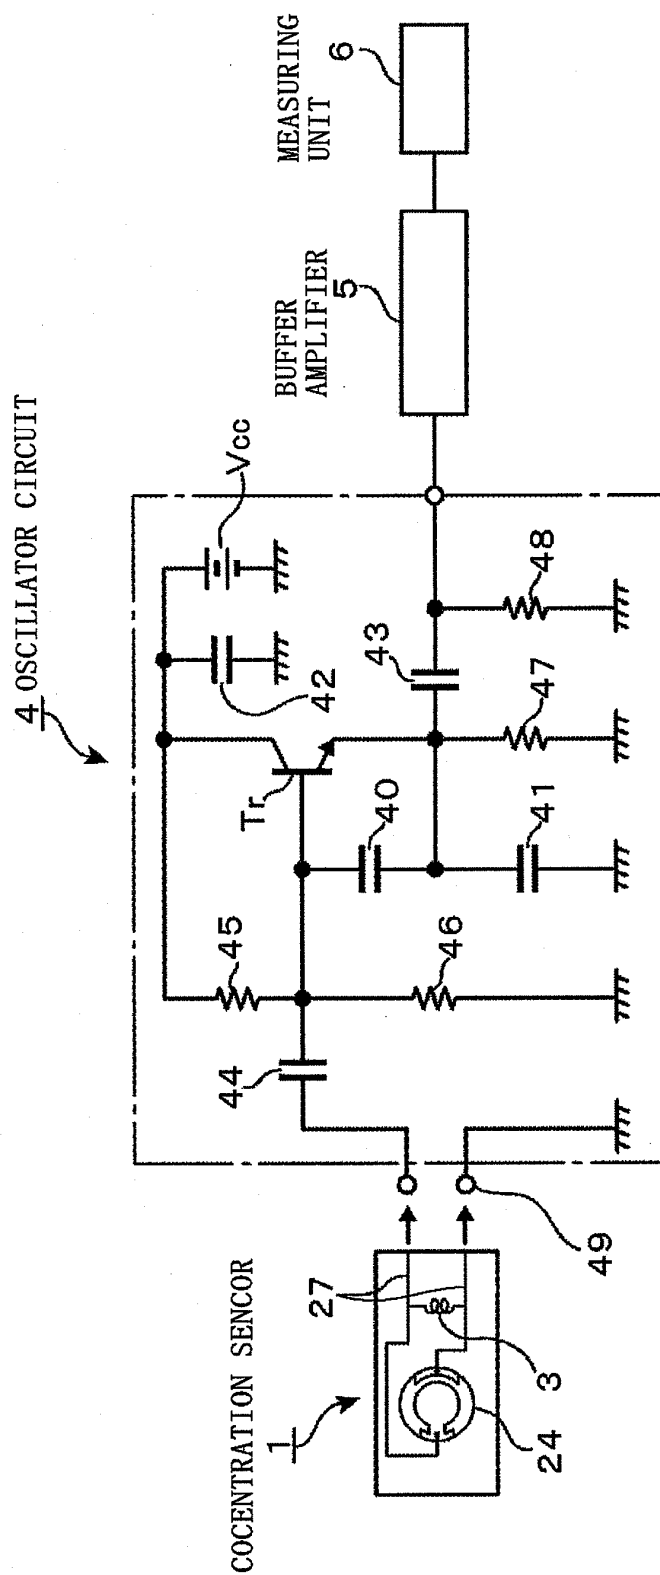 COCENTRATION SENCOR
1
27
3
24
49
4 OSCILLATOR CIRCUIT
44
45
46
Tr
40
41
42
43
47
48
Vcc
BUFFER
AMPLIFIER
5
MEASURING
UNIT
6